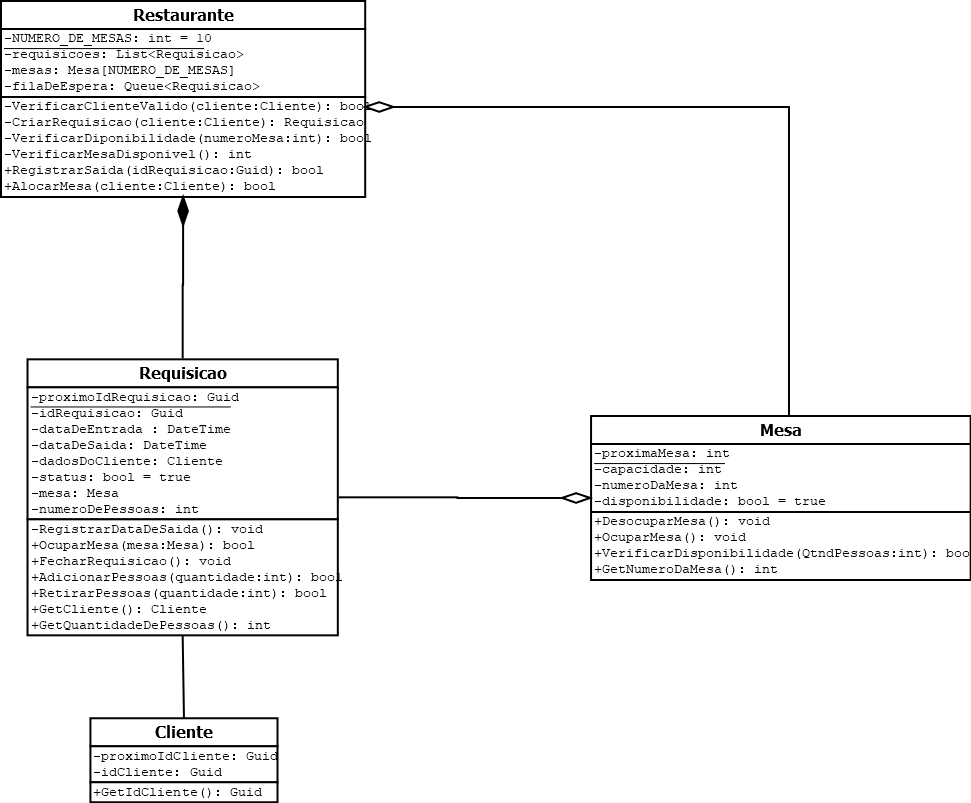 Restaurante
-NUMERO_DE_MESAS: int = 10
-requisicoes: List<Requisicao>
-mesas: Mesa[NUMERO_DE_MESAS]
-filaDeEspera: Queue<Requisicao>
-VerificarClienteValido(cliente:Cliente): bool
-CriarRequisicao(cliente:Cliente): Requisicao
-VerificarDiponibilidade(numeroMesa:int): bool
-VerificarMesaDisponivel(): int
+RegistrarSaida(idRequisicao:Guid): bool
+AlocarMesa(cliente:Cliente): bool
Requisicao
-proximoIdRequisicao: Guid
-idRequisicao: Guid
-dataDeEntrada : DateTime
-dataDeSaida: DateTime
-dadosDoCliente: Cliente
-status: bool = true
-mesa: Mesa
-numeroDePessoas: int
-RegistrarDataDeSaida(): void
+OcuparMesa(mesa:Mesa): bool
+FecharRequisicao(): void
+AdicionarPessoas(quantidade:int): bool
+RetirarPessoas(quantidade:int): bool
+GetCliente(): Cliente
+GetQuantidadeDePessoas(): int
Mesa
-proximaMesa: int
-capacidade: int
-numeroDaMesa: int
-disponibilidade: bool = true
+DesocuparMesa(): void
+OcuparMesa(): void
+VerificarDisponibilidade(QtndPessoas:int): boo
+GetNumeroDaMesa(): int
Cliente
-proximoIdCliente: Guid
-idCliente: Guid
+GetIdCliente(): Guid